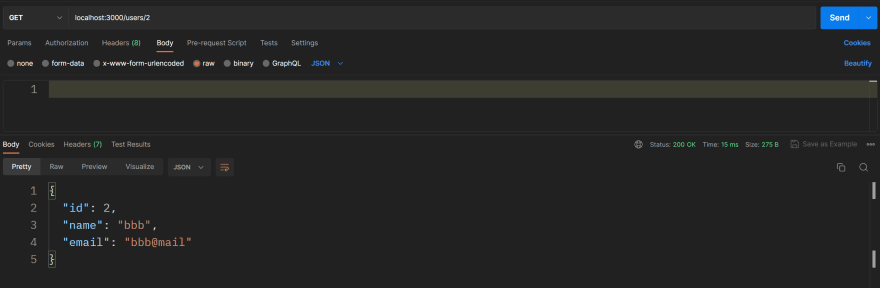 GET localhost:3000/users/2 Send
Params Authorization Headers (8) Body Pre-request Script Tests Settings Cookies
none form-data x-www-form-urlencoded raw binary GraphQL JSON Beautify
1
Body Cookies Headers (7) Test Results Status: 200 OK Time: 15 ms Size: 275 B Save as Example
Pretty Raw Preview Visualize JSON
1 {
2 "id": 2,
3 "name": "bbb",
4 "email": "bbb@mail"
5 }